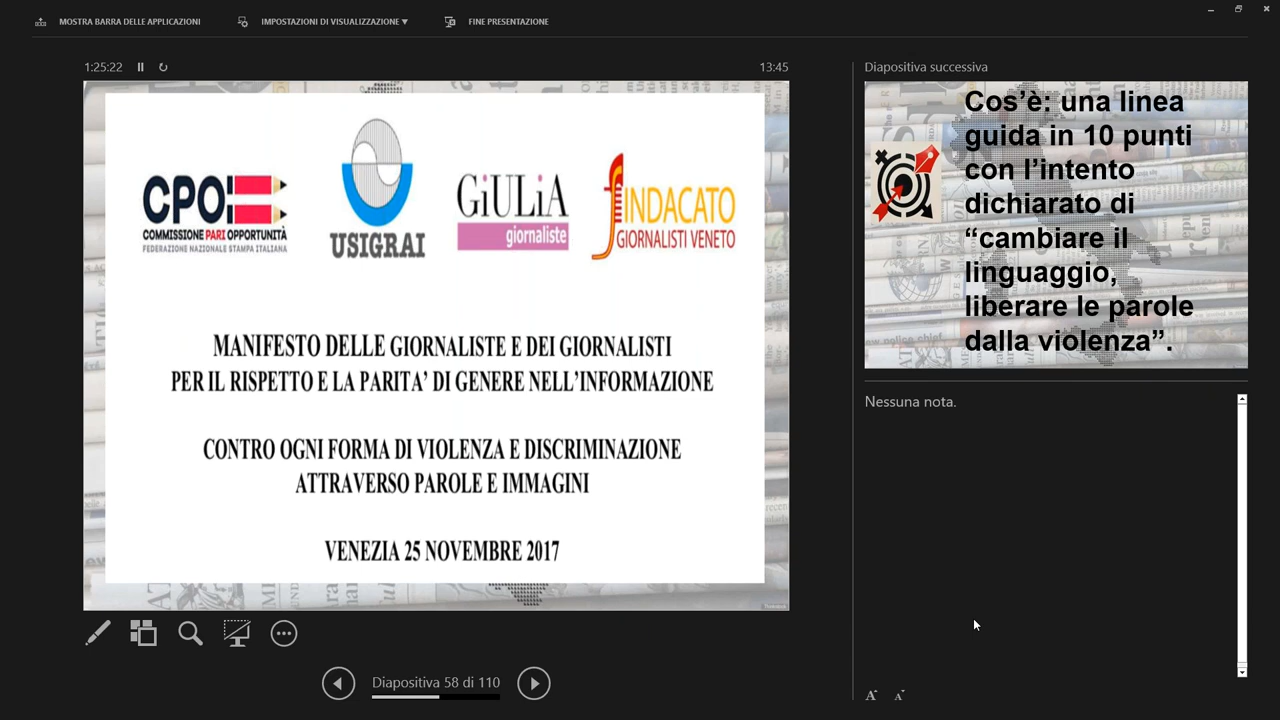 MOSTRA BARRA DELLE APPLICAZIONI
IMPOSTAZIONI DI VISUALIZZAZIONE ▼
FINE PRESENTAZIONE
1:25:22
13:45
CPO
COMMISSIONE PARI OPPORTUNITÀ
FEDERAZIONE NAZIONALE STAMPA ITALIANA
USIGRAI
GiULiA
giornaliste
SINDACATO
GIORNALISTI VENETO
MANIFESTO DELLE GIORNALISTE E DEI GIORNALISTI
PER IL RISPETTO E LA PARITA’ DI GENERE NELL’INFORMAZIONE
CONTRO OGNI FORMA DI VIOLENZA E DISCRIMINAZIONE
ATTRAVERSO PAROLE E IMMAGINI
VENEZIA 25 NOVEMBRE 2017
Diapositiva 58 di 110
Diapositiva successiva
Cos’è: una linea
guida in 10 punti
con l’intento
dichiarato di
“cambiare il
linguaggio,
liberare le parole
dalla violenza”.
Nessuna nota.
A A